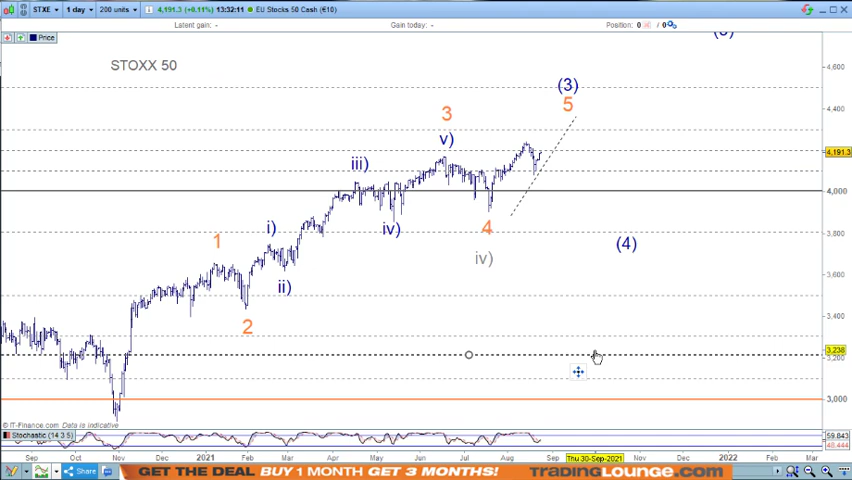 STXE 1 day 200 units 4,191.3 (+0.11%) 13:32:11 EU Stocks 50 Cash (€10)
Latent gain: - Gain today: - Position: 0 / 0
Price
STOXX 50
4,600
(3)
5
4,400
3
v)
4,191.3
iii)
4,000
i)
iv)
4
1
(4)
3,800
iv)
3,600
ii)
2
3,400
3,238
3,200
3,000
© IT-Finance.com Data is indicative
Stochastic (14 3 5)
59.843
48.444
Sep Oct Nov Dec 2021 Feb Mar Apr May Jun Jul Aug Sep Thu 30-Sep-2021 Nov 2022 Feb Mar
Share
GET THE DEAL BUY 1 MONTH GET 3 MONTHS! TRADINGLOUNGE.com